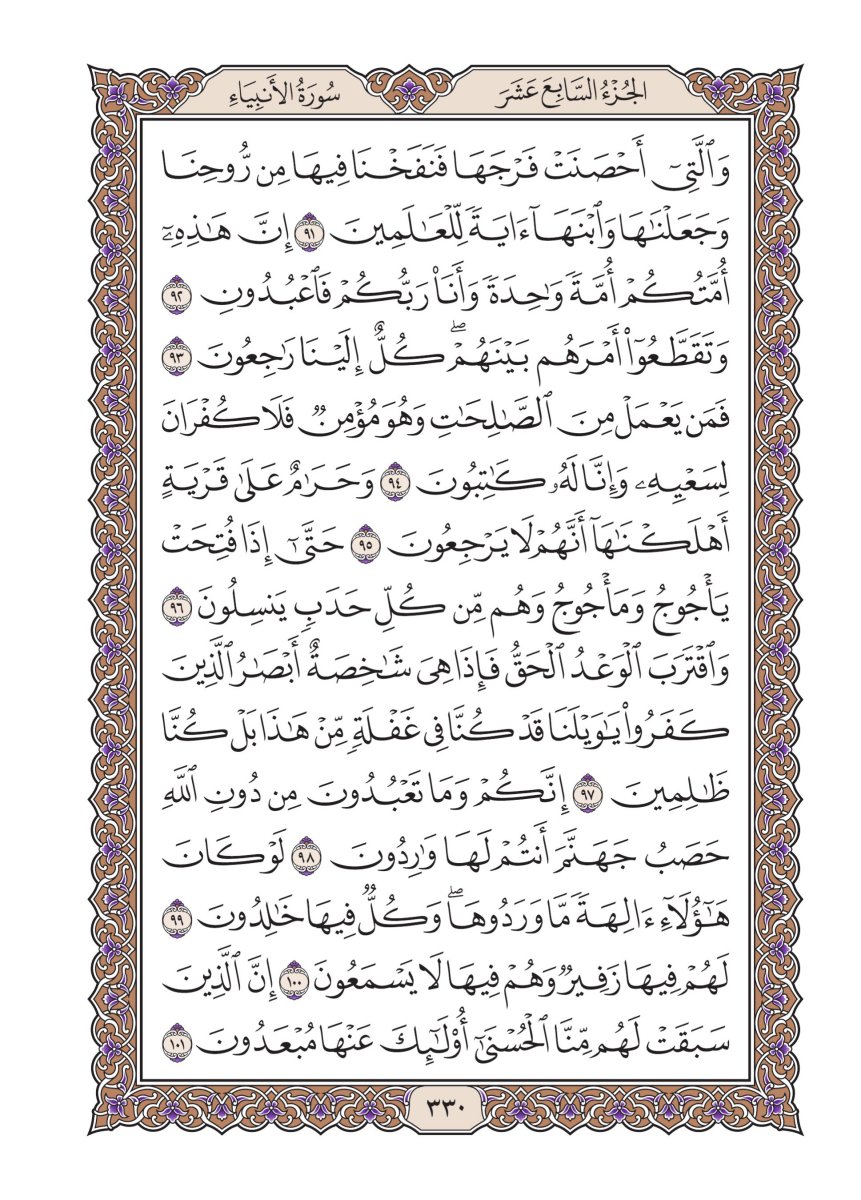 الجُزْءُ السَّابِعَ عَشَرَ
سُورَةُ الأَنبِيَاءِ
وَٱلَّتِىٓ أَحْصَنَتْ فَرْجَهَا فَنَفَخْنَا فِيهَا مِن رُّوحِنَا
وَجَعَلْنَٰهَا وَٱبْنَهَآ ءَايَةً لِّلْعَٰلَمِينَ ٩١ إِنَّ هَٰذِهِۦٓ
أُمَّتُكُمْ أُمَّةً وَٰحِدَةً وَأَنَا۠ رَبُّكُمْ فَٱعْبُدُونِ ٩٢
وَتَقَطَّعُوٓا۟ أَمْرَهُم بَيْنَهُمْ ۖ كُلٌّ إِلَيْنَا رَٰجِعُونَ ٩٣
فَمَن يَعْمَلْ مِنَ ٱلصَّٰلِحَٰتِ وَهُوَ مُؤْمِنٌ فَلَا كُفْرَانَ
لِسَعْيِهِۦ وَإِنَّا لَهُۥ كَٰتِبُونَ ٩٤ وَحَرَٰمٌ عَلَىٰ قَرْيَةٍ
أَهْلَكْنَٰهَآ أَنَّهُمْ لَا يَرْجِعُونَ ٩٥ حَتَّىٰٓ إِذَا فُتِحَتْ
يَأْجُوجُ وَمَأْجُوجُ وَهُم مِّن كُلِّ حَدَبٍ يَنسِلُونَ ٩٦
وَٱقْتَرَبَ ٱلْوَعْدُ ٱلْحَقُّ فَإِذَا هِىَ شَٰخِصَةٌ أَبْصَٰرُ ٱلَّذِينَ
كَفَرُوا۟ يَٰوَيْلَنَا قَدْ كُنَّا فِى غَفْلَةٍ مِّنْ هَٰذَا بَلْ كُنَّا
ظَٰلِمِينَ ٩٧ إِنَّكُمْ وَمَا تَعْبُدُونَ مِن دُونِ ٱللَّهِ
حَصَبُ جَهَنَّمَ أَنتُمْ لَهَا وَٰرِدُونَ ٩٨ لَوْ كَانَ
هَٰٓؤُلَآءِ ءَالِهَةً مَّا وَرَدُوهَا ۖ وَكُلٌّ فِيهَا خَٰلِدُونَ ٩٩
لَهُمْ فِيهَا زَفِيرٌ وَهُمْ فِيهَا لَا يَسْمَعُونَ ١٠٠ إِنَّ ٱلَّذِينَ
سَبَقَتْ لَهُم مِّنَّا ٱلْحُسْنَىٰٓ أُو۟لَٰٓئِكَ عَنْهَا مُبْعَدُونَ ١٠١
٣٣٠